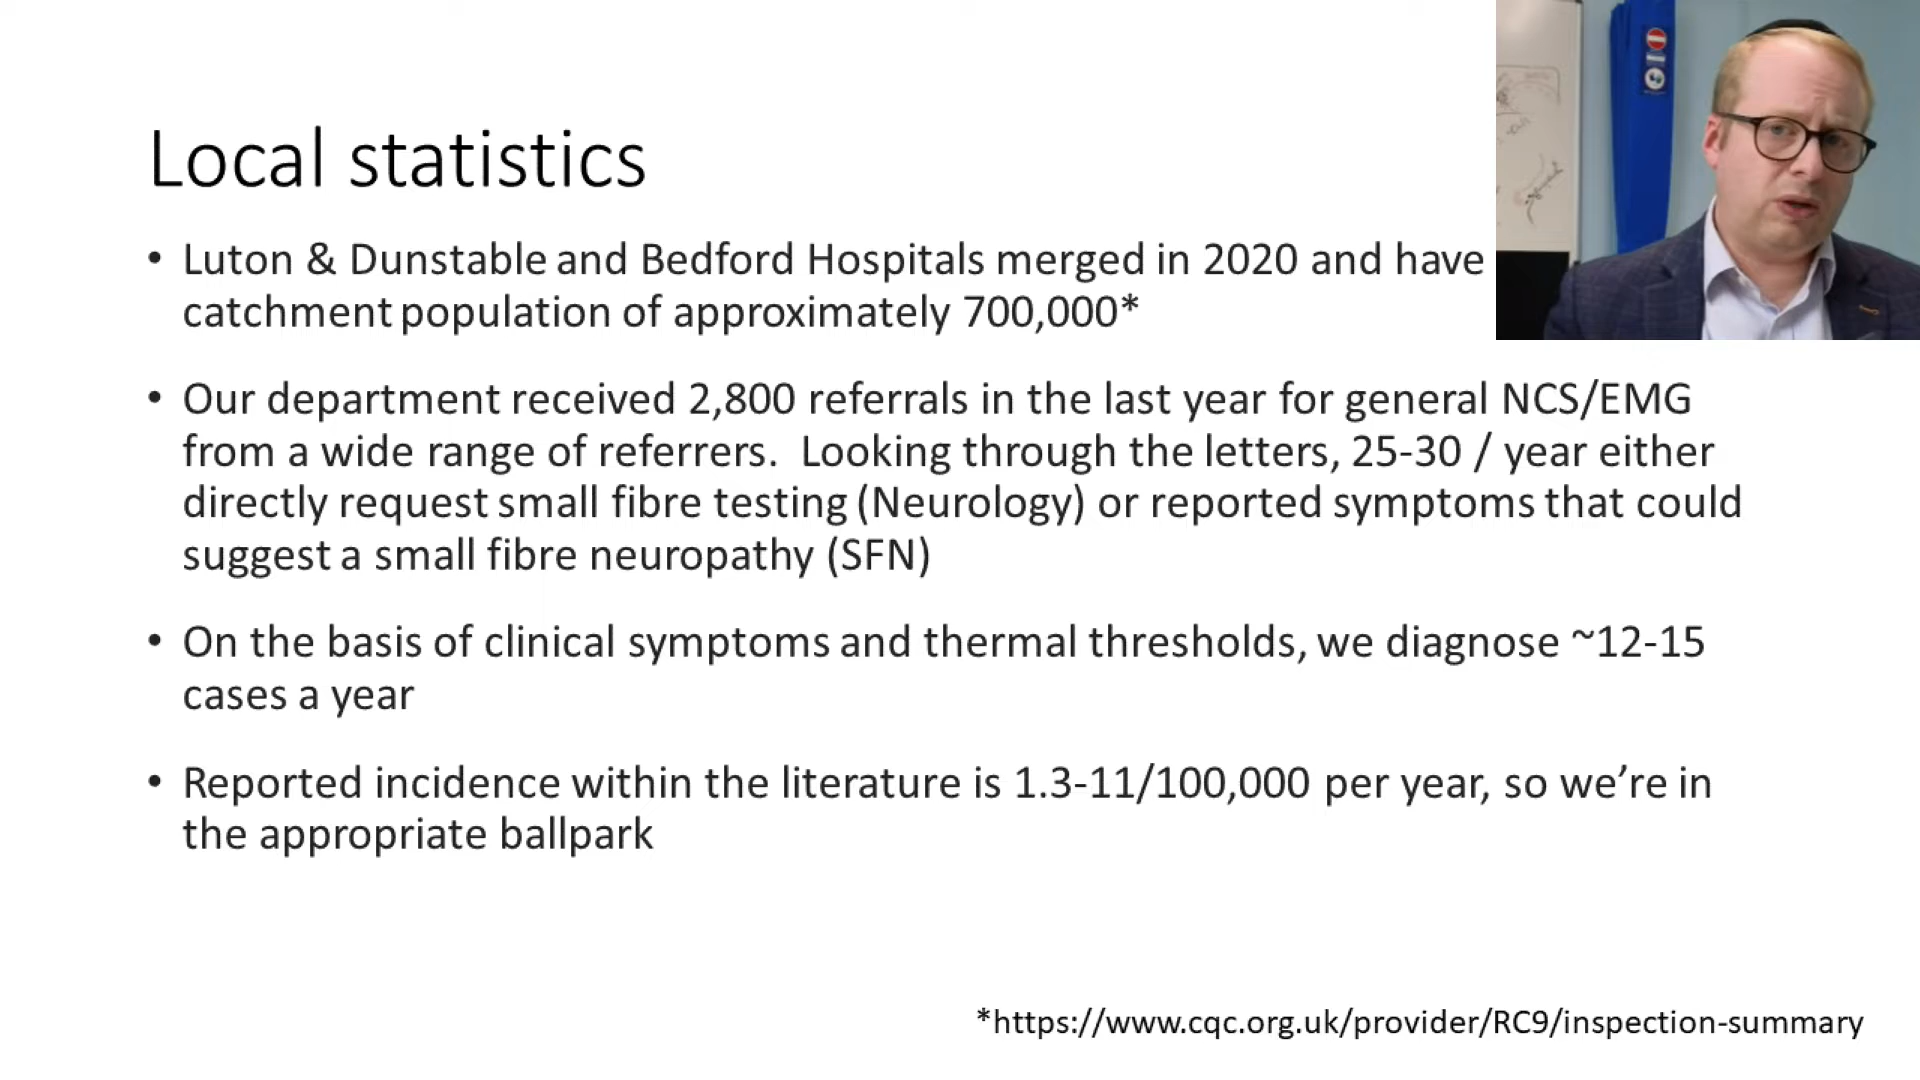 Local statistics
• Luton & Dunstable and Bedford Hospitals merged in 2020 and have
catchment population of approximately 700,000*
• Our department received 2,800 referrals in the last year for general NCS/EMG
from a wide range of referrers.  Looking through the letters, 25-30 / year either
directly request small fibre testing (Neurology) or reported symptoms that could
suggest a small fibre neuropathy (SFN)
• On the basis of clinical symptoms and thermal thresholds, we diagnose ~12-15
cases a year
• Reported incidence within the literature is 1.3-11/100,000 per year, so we’re in
the appropriate ballpark
*https://www.cqc.org.uk/provider/RC9/inspection-summary